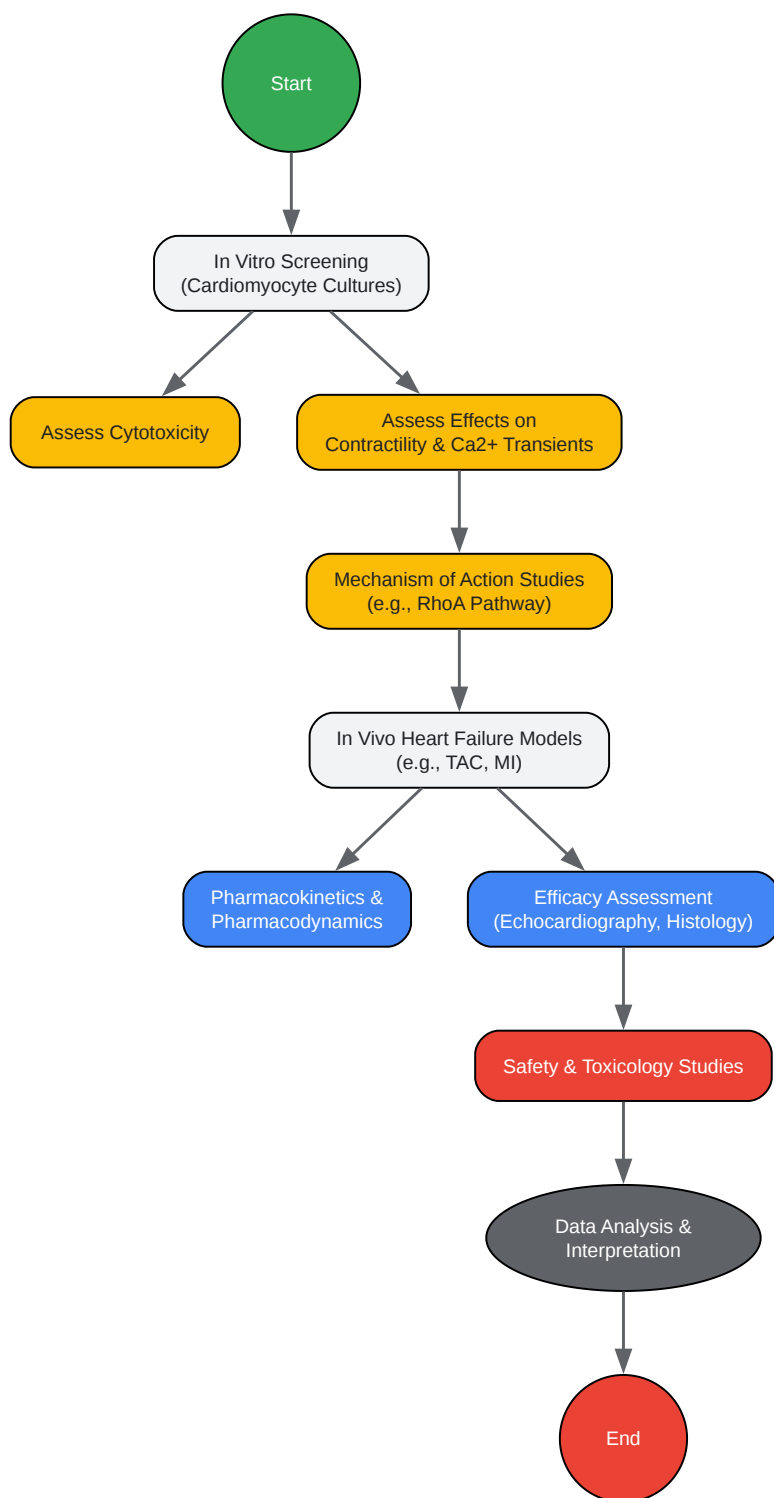 Start
In Vitro Screening
(Cardiomyocyte Cultures)
Assess Cytotoxicity
Assess Effects on
Contractility & Ca2+ Transients
Mechanism of Action Studies
(e.g., RhoA Pathway)
In Vivo Heart Failure Models
(e.g., TAC, MI)
Pharmacokinetics &
Pharmacodynamics
Efficacy Assessment
(Echocardiography, Histology)
Safety & Toxicology Studies
Data Analysis &
Interpretation
End